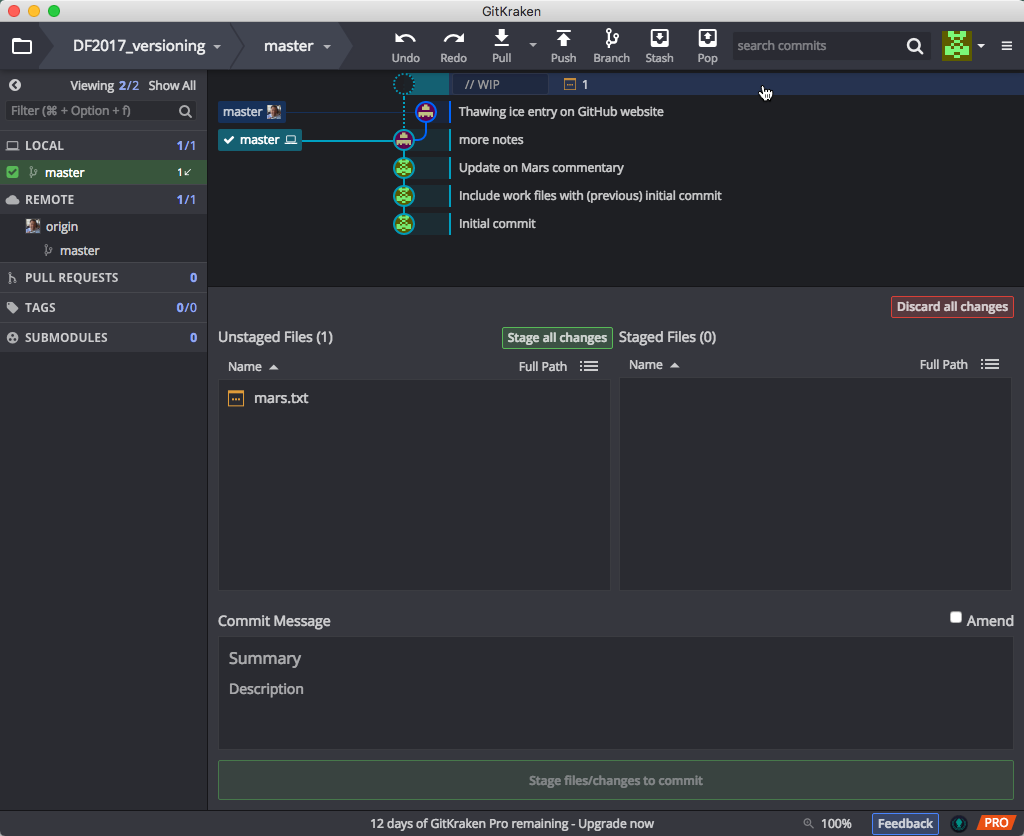 GitKraken
DF2017_versioning
master
Undo
Redo
Pull
Push
Branch
Stash
Pop
search commits
Viewing 2/2 Show All
Filter (⌘ + Option + f)
LOCAL 1/1
master 1↙
REMOTE 1/1
origin
master
PULL REQUESTS 0
TAGS 0/0
SUBMODULES 0
// WIP 1
master Thawing ice entry on GitHub website
master more notes
Update on Mars commentary
Include work files with (previous) initial commit
Initial commit
Discard all changes
Unstaged Files (1) Stage all changes
Name Full Path
mars.txt
Staged Files (0)
Name Full Path
Commit Message Amend
Summary
Description
Stage files/changes to commit
12 days of GitKraken Pro remaining - Upgrade now
100%
Feedback
PRO